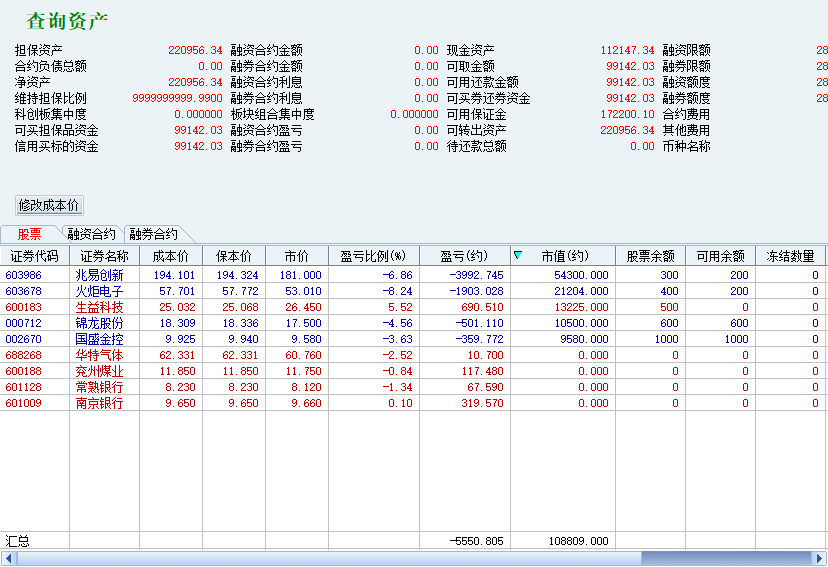 查询资产
担保资产 220956.34 融资合约金额 0.00 现金资产 112147.34 融资限额 28
合约负债总额 0.00 融券合约金额 0.00 可取金额 99142.03 融券限额 28
净资产 220956.34 融资合约利息 0.00 可用还款金额 99142.03 融资额度 28
维持担保比例 9999999999.9900 融券合约利息 0.00 可买券还券资金 99142.03 融券额度 28
科创板集中度 0.000000 板块组合集中度 0.000000 可用保证金 172200.10 合约费用
可买担保品资金 99142.03 融资合约盈亏 0.00 可转出资产 220956.34 其他费用
信用买标的资金 99142.03 融券合约盈亏 0.00 待还款总额 0.00 币种名称
修改成本价
股票 融资合约 融券合约
证券代码 证券名称 成本价 保本价 市价 盈亏比例(%) 盈亏(约) 市值(约) 股票余额 可用余额 冻结数量
603986 兆易创新 194.101 194.324 181.000 -6.86 -3992.745 54300.000 300 200 0
603678 火炬电子 57.701 57.772 53.010 -8.24 -1903.028 21204.000 400 200 0
600183 生益科技 25.032 25.068 26.450 5.52 690.510 13225.000 500 0 0
000712 锦龙股份 18.309 18.336 17.500 -4.56 -501.110 10500.000 600 600 0
002670 国盛金控 9.925 9.940 9.580 -3.63 -359.772 9580.000 1000 1000 0
688268 华特气体 62.331 62.331 60.760 -2.52 10.700 0.000 0 0 0
600188 兖州煤业 11.850 11.850 11.750 -0.84 117.480 0.000 0 0 0
601128 常熟银行 8.230 8.230 8.120 -1.34 67.590 0.000 0 0 0
601009 南京银行 9.650 9.650 9.660 0.10 319.570 0.000 0 0 0
汇总 -5550.805 108809.000